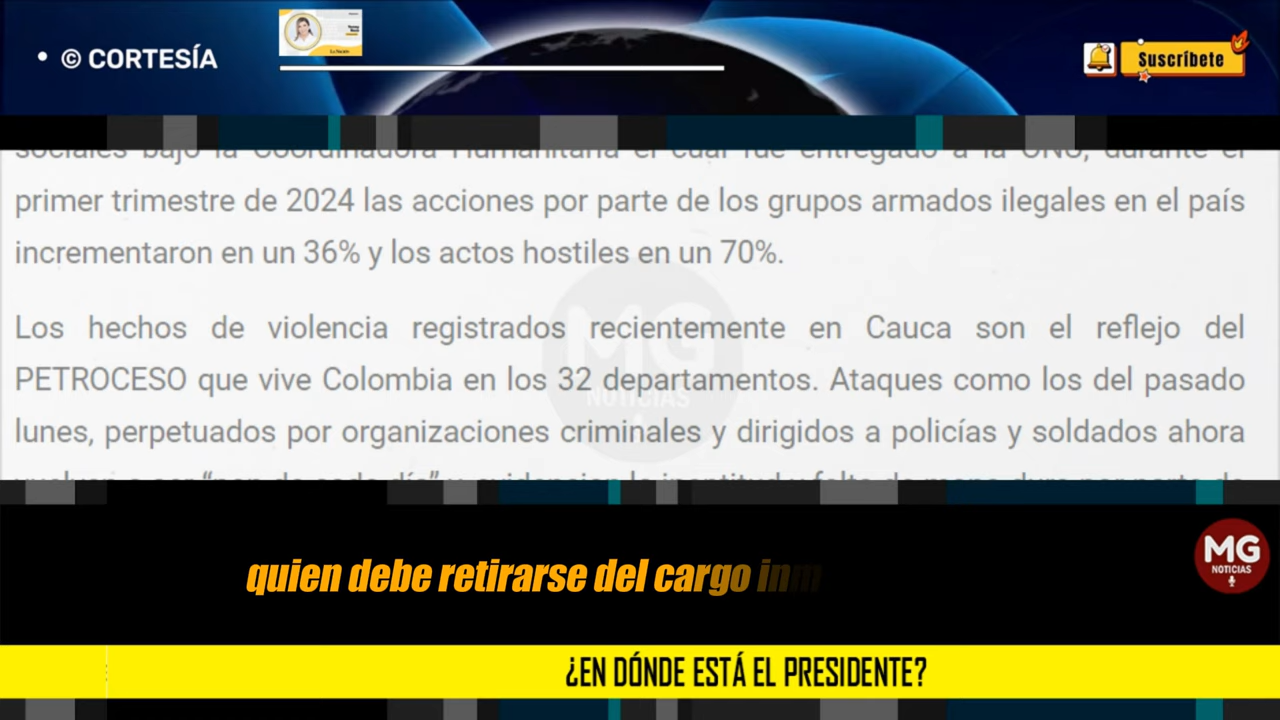 © CORTESÍA
Suscríbete
primer trimestre de 2024 las acciones por parte de los grupos armados ilegales en el país
incrementaron en un 36% y los actos hostiles en un 70%.
Los hechos de violencia registrados recientemente en Cauca son el reflejo del
PETROCESO que vive Colombia en los 32 departamentos. Ataques como los del pasado
lunes, perpetuados por organizaciones criminales y dirigidos a policías y soldados ahora
MG
NOTICIAS
quien debe retirarse del cargo inm
MG
NOTICIAS
¿EN DÓNDE ESTÁ EL PRESIDENTE?